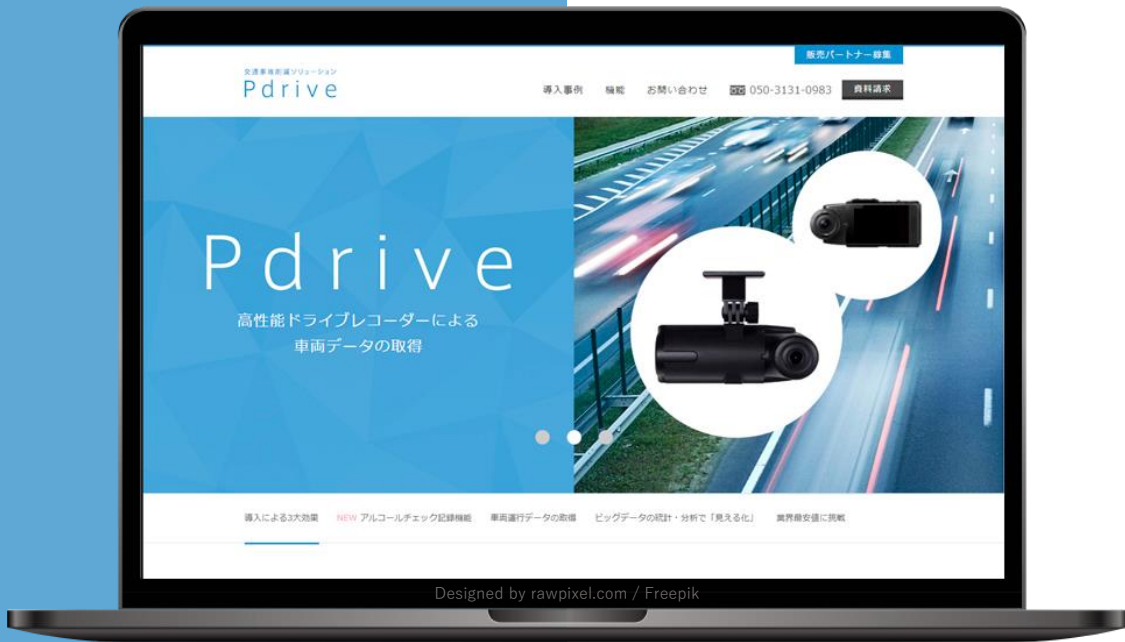 販売パートナー募集
交通事故削減ソリューション
Pdrive
導入事例 機能 お問い合わせ 050-3131-0983 資料請求
Pdrive
高性能ドライブレコーダーによる
車両データの取得
導入による3大効果 NEW アルコールチェック記録機能 車両運行データの取得 ビッグデータの統計・分析で「見える化」 業界最安値に挑戦
Designed by rawpixel.com / Freepik